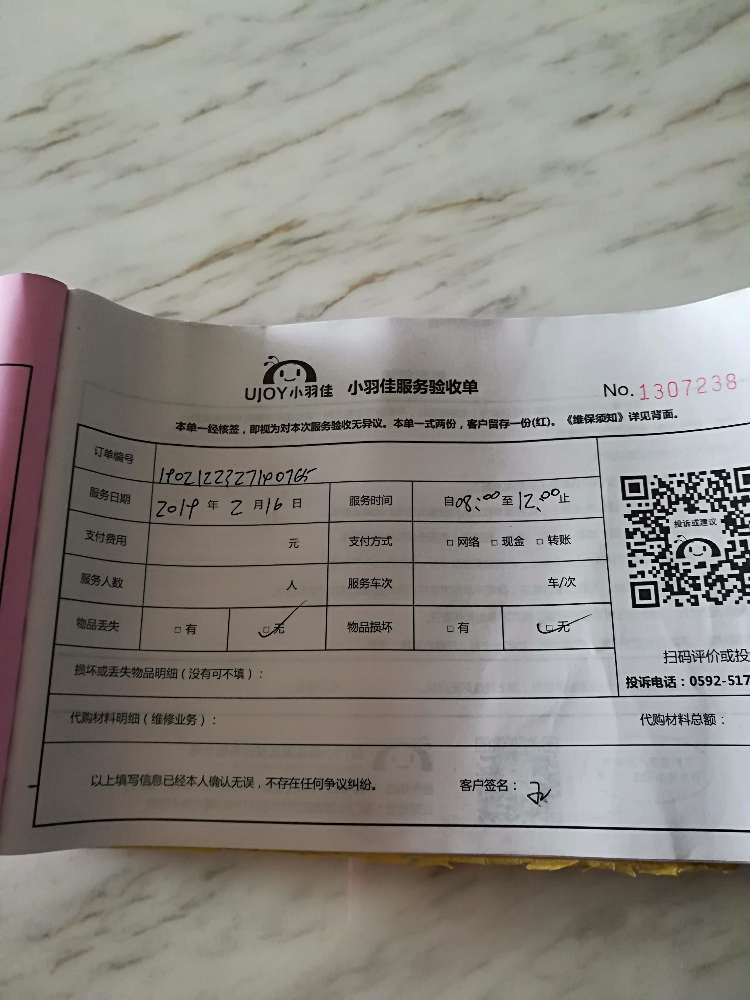 UJOY小羽佳 小羽佳服务验收单 No. 1307238
本单一经核签，即视为对本次服务验收无异议。本单一式两份，客户留存一份(红)。《维保须知》详见背面。
订单编号 1902122327190765
服务日期 2019 年 2 月 16 日 服务时间 自 08:00 至 12:00 止
支付费用 元 支付方式 □网络 □现金 □转账
投诉或建议
服务人数 人 服务车次 车/次
物品丢失 □有 □无 物品损坏 □有 □无
扫码评价或投
损坏或丢失物品明细（没有可不填）：
投诉电话：0592-517
代购材料明细（维修业务）： 代购材料总额：
以上填写信息已经本人确认无误，不存在任何争议纠纷。 客户签名：